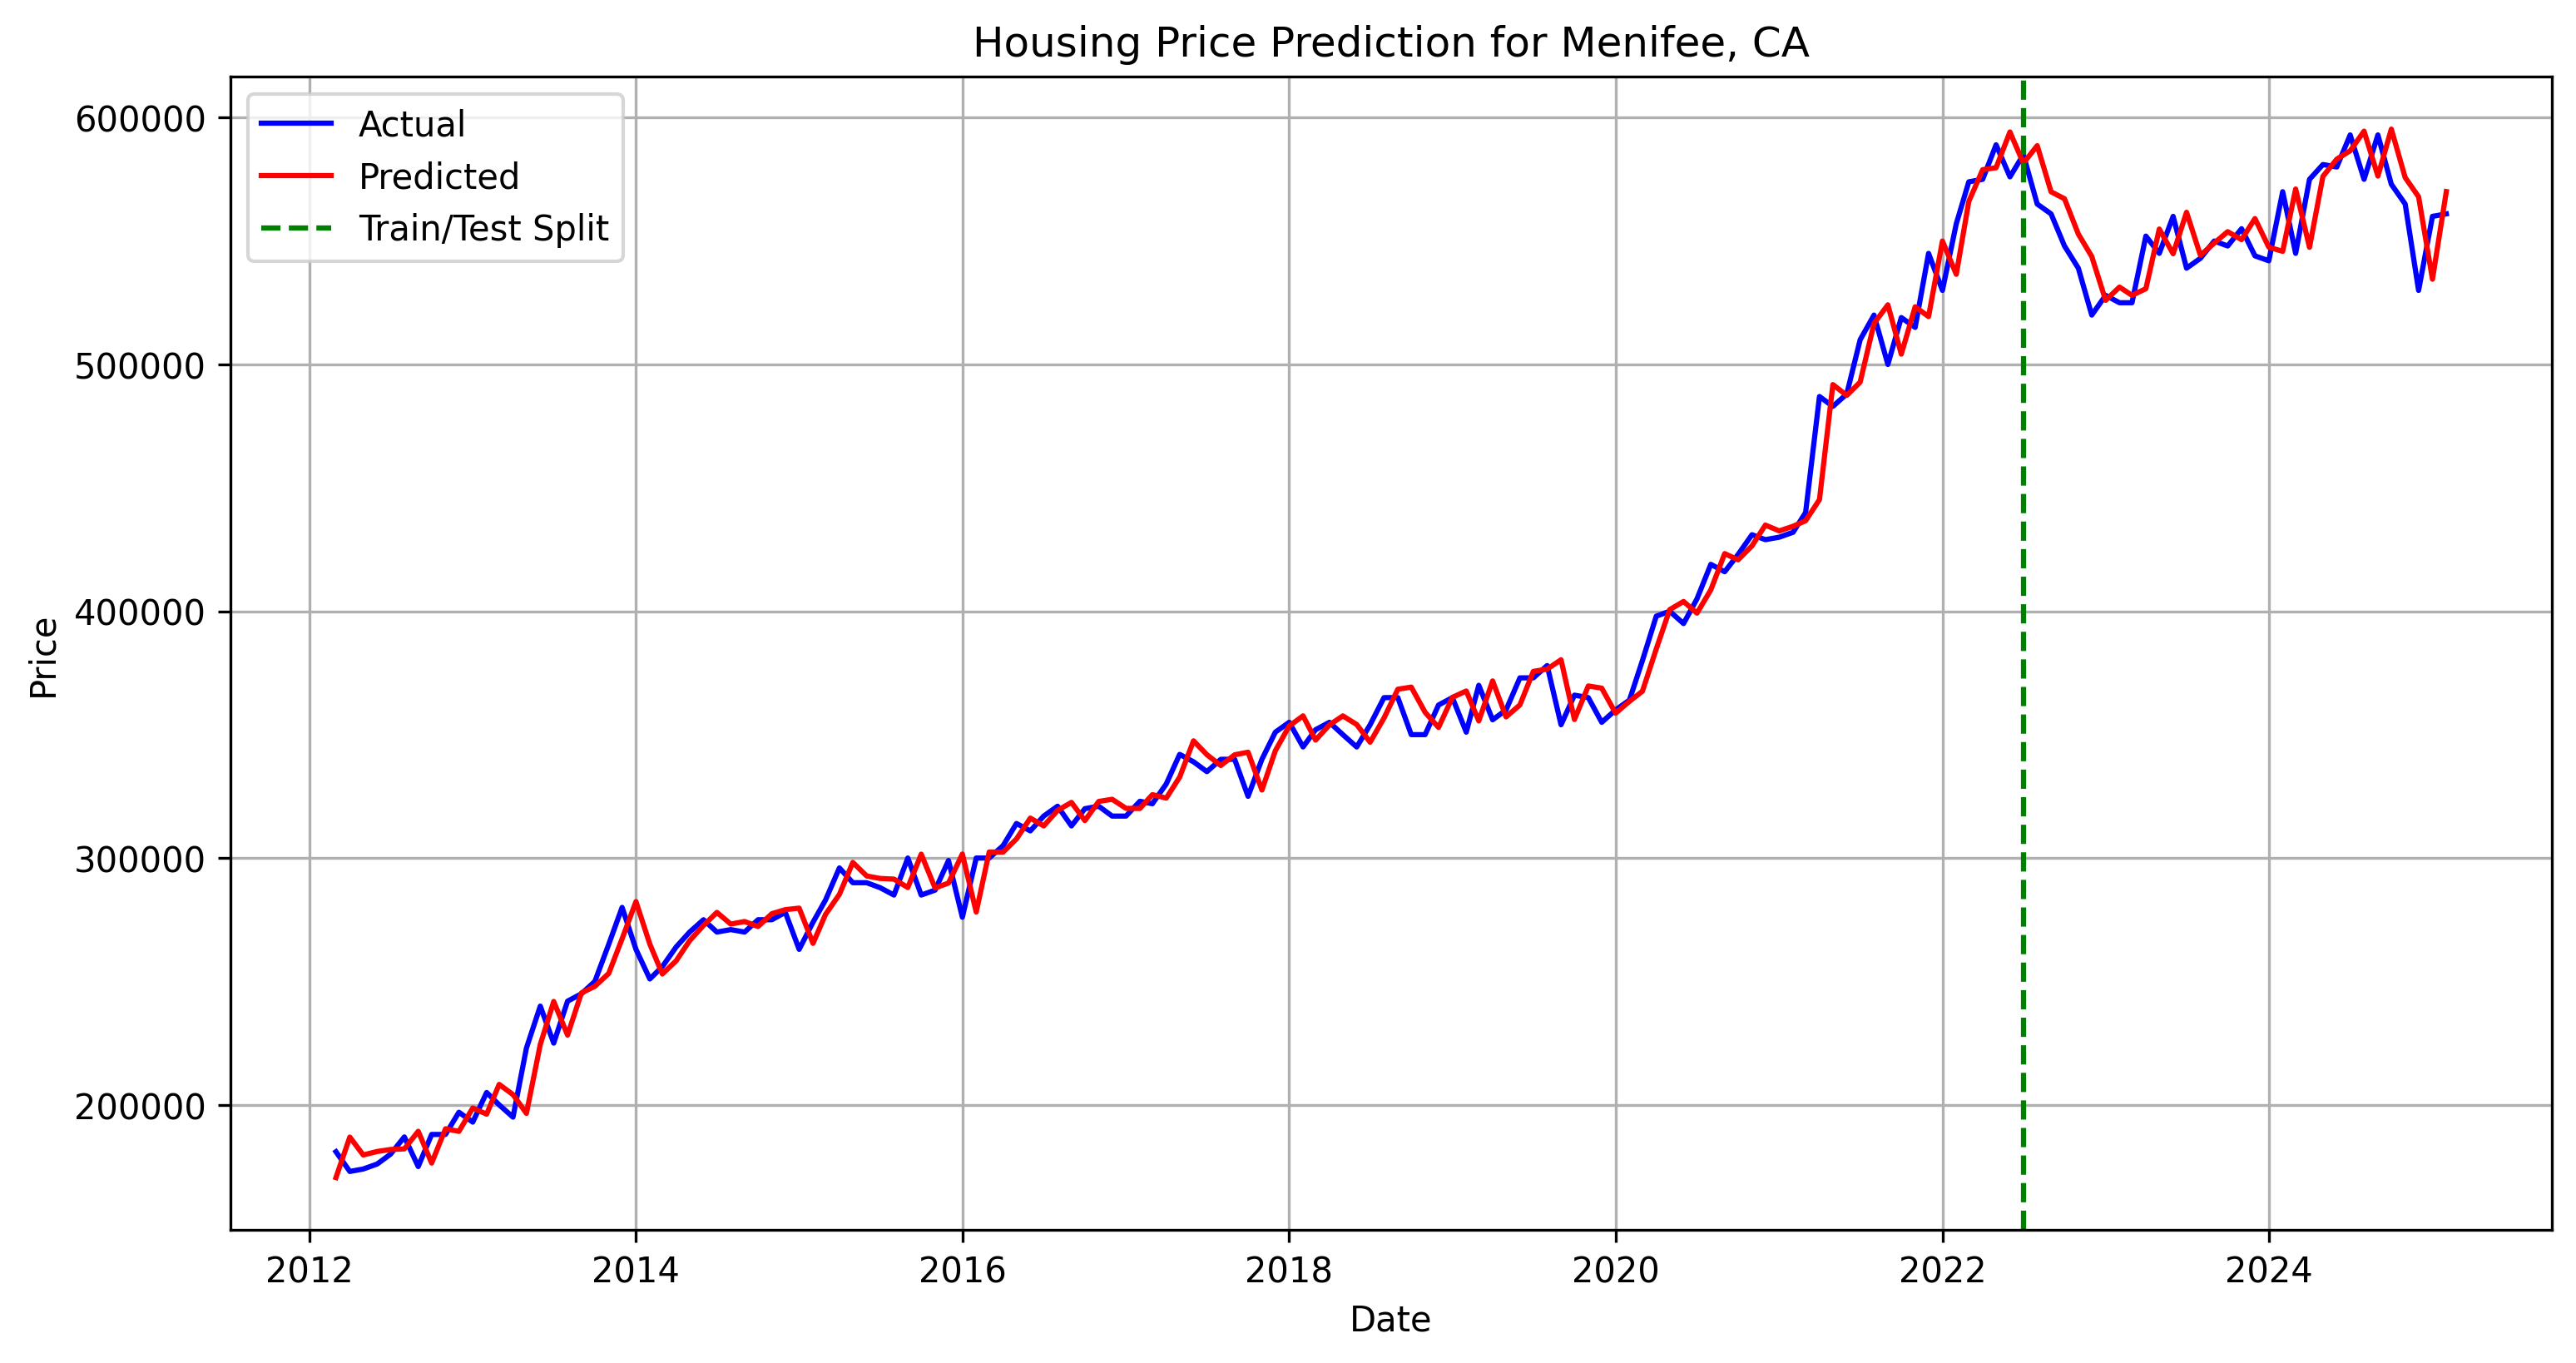 Housing Price Prediction for Menifee, CA
Actual
Predicted
Train/Test Split
600000
500000
400000
300000
200000
Price
2012 2014 2016 2018 2020 2022 2024
Date